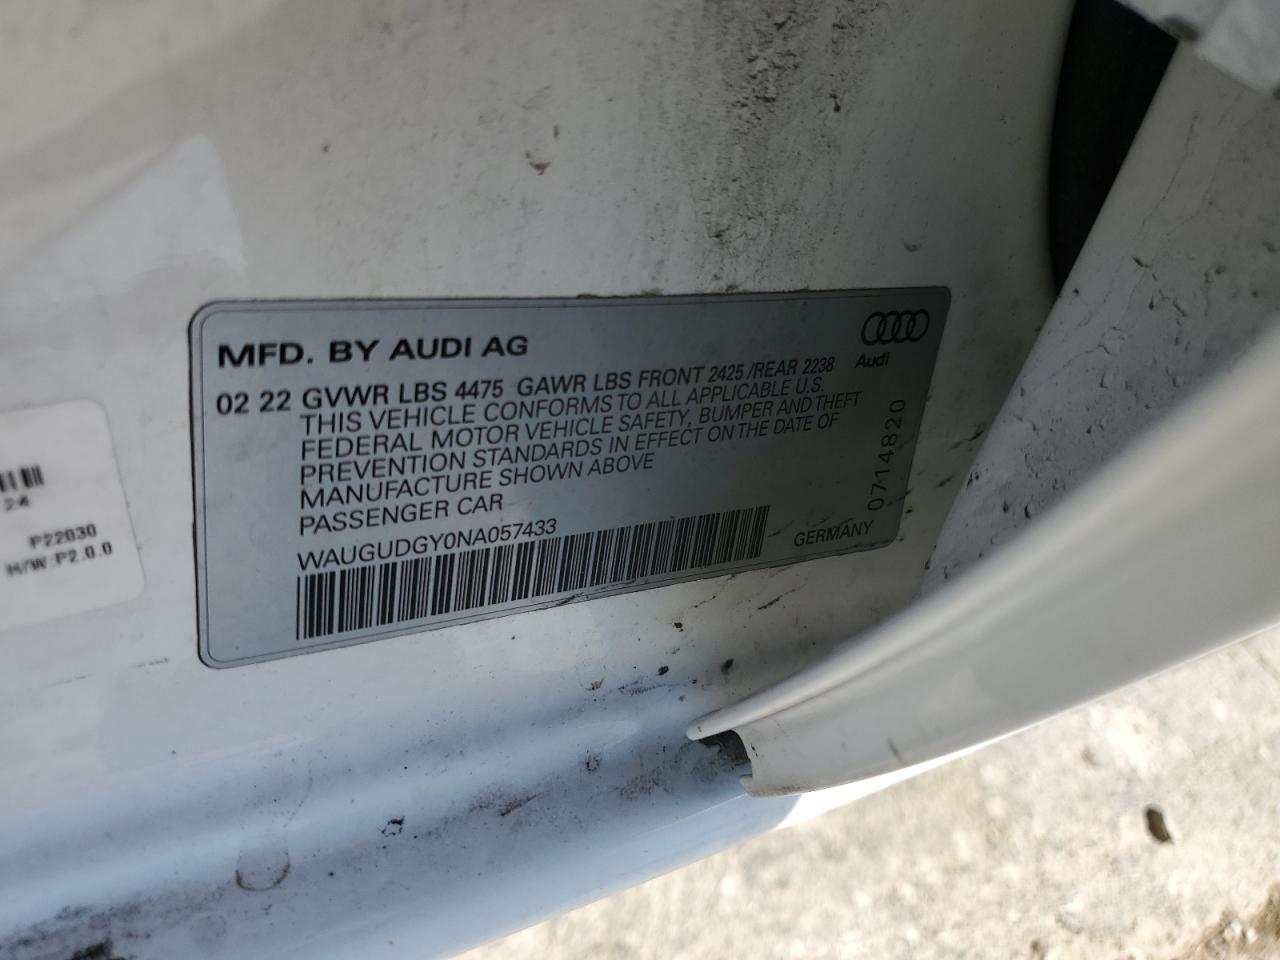 MFD. BY AUDI AG
Audi
02 22 GVWR LBS 4475 GAWR LBS FRONT 2425 /REAR 2238
THIS VEHICLE CONFORMS TO ALL APPLICABLE U.S.
FEDERAL MOTOR VEHICLE SAFETY, BUMPER AND THEFT
PREVENTION STANDARDS IN EFFECT ON THE DATE OF
MANUFACTURE SHOWN ABOVE
PASSENGER CAR
WAUGUDGY0NA057433
GERMANY
0714820
24
P22030
H/W:P2.0.0